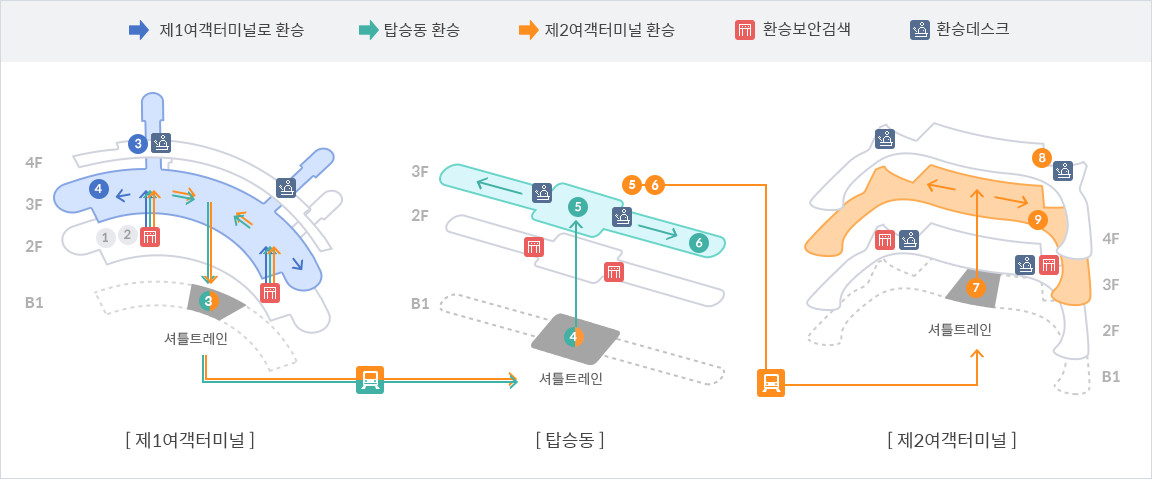 제1여객터미널로 환승
탑승동 환승
제2여객터미널 환승
환승보안검색
환승데스크
4F
3F
2F
B1
3
4
1
2
3
셔틀트레인
[ 제1여객터미널 ]
3F
2F
B1
5
6
5
6
4
셔틀트레인
[ 탑승동 ]
8
9
7
셔틀트레인
4F
3F
2F
B1
[ 제2여객터미널 ]